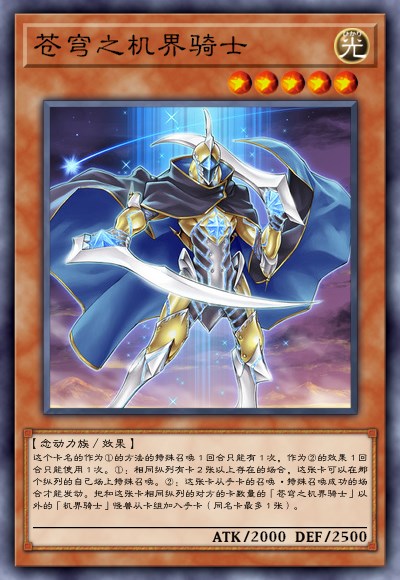 苍穹之机界骑士
ひかり
光
【念动力族／效果】
这个卡名的作为①的方法的特殊召唤1回合只能有1次，作为②的效果1回
合只能使用1次。①：相同纵列有卡2张以上存在的场合，这张卡可以在那
个纵列的自己场上特殊召唤。②：这张卡从手卡的召唤·特殊召唤成功的场
合才能发动。把和这张卡相同纵列的对方的卡数量的「苍穹之机界骑士」以
外的「机界骑士」怪兽从卡组加入手卡（同名卡最多1张）。
ATK/2000 DEF/2500